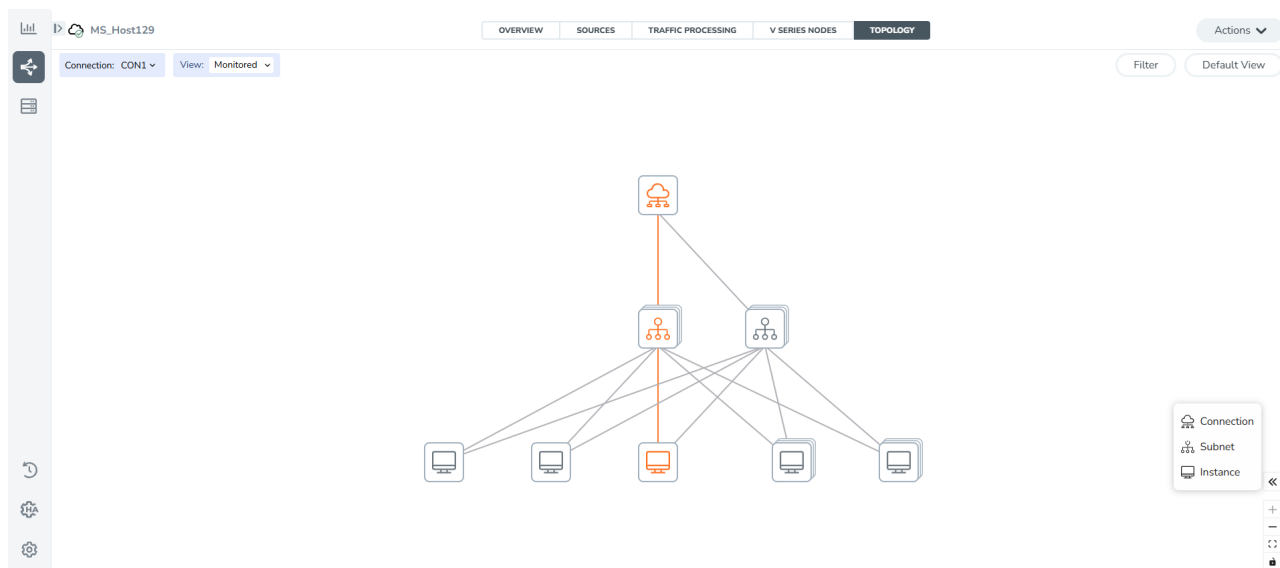 MS_Host129
OVERVIEW SOURCES TRAFFIC PROCESSING V SERIES NODES TOPOLOGY
Actions
Connection: CON1 View: Monitored
Filter Default View
Connection
Subnet
Instance
HA